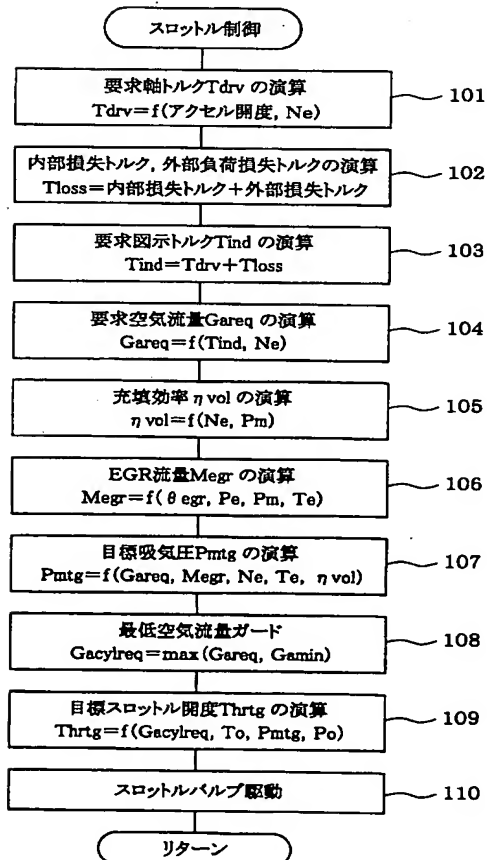 スロットル制御
要求軸トルクTdrv の演算
Tdrv=f(アクセル開度, Ne)
101
内部損失トルク, 外部負荷損失トルクの演算
Tloss=内部損失トルク+外部損失トルク
102
要求図示トルクTind の演算
Tind=Tdrv+Tloss
103
要求空気流量Gareq の演算
Gareq=f(Tind, Ne)
104
充填効率 η vol の演算
η vol=f(Ne, Pm)
105
EGR流量Megr の演算
Megr=f( θ egr, Pe, Pm, Te)
106
目標吸気圧Pmtg の演算
Pmtg=f(Gareq, Megr, Ne, Te, η vol)
107
最低空気流量ガード
Gacylreq=max (Gareq, Gamin)
108
目標スロットル開度Thrtg の演算
Thrtg=f(Gacylreq, To, Pmtg, Po)
109
スロットルバルブ駆動
110
リターン